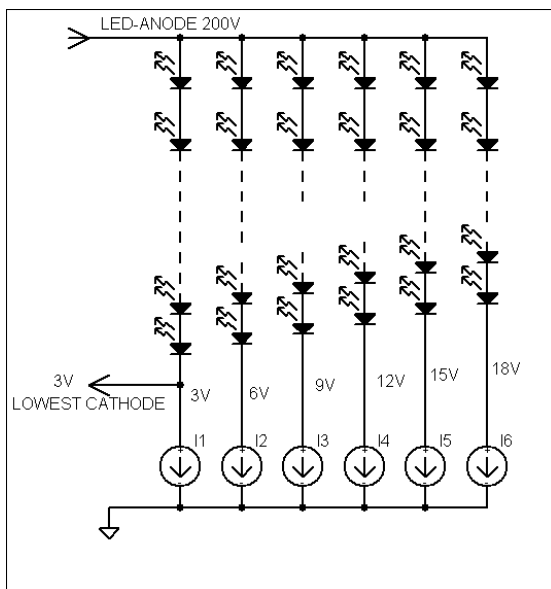 LED-ANODE 200V
3V
LOWEST CATHODE
3V
6V
9V
12V
15V
18V
I1
I2
I3
I4
I5
I6